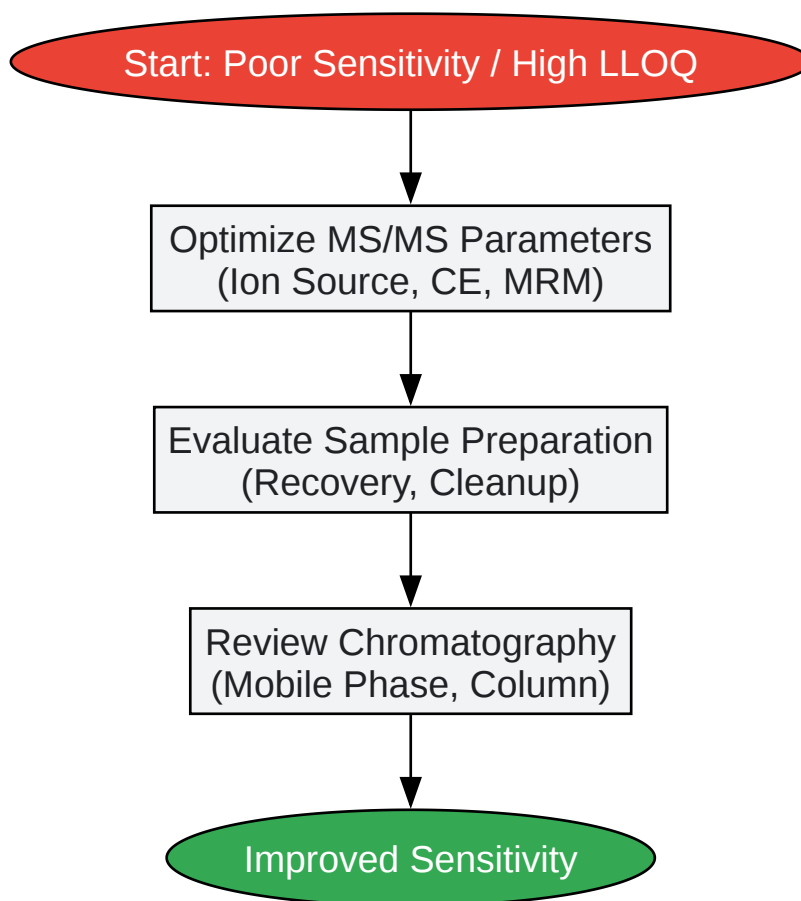 Start: Poor Sensitivity / High LLOQ
Optimize MS/MS Parameters
(Ion Source, CE, MRM)
Evaluate Sample Preparation
(Recovery, Cleanup)
Review Chromatography
(Mobile Phase, Column)
Improved Sensitivity